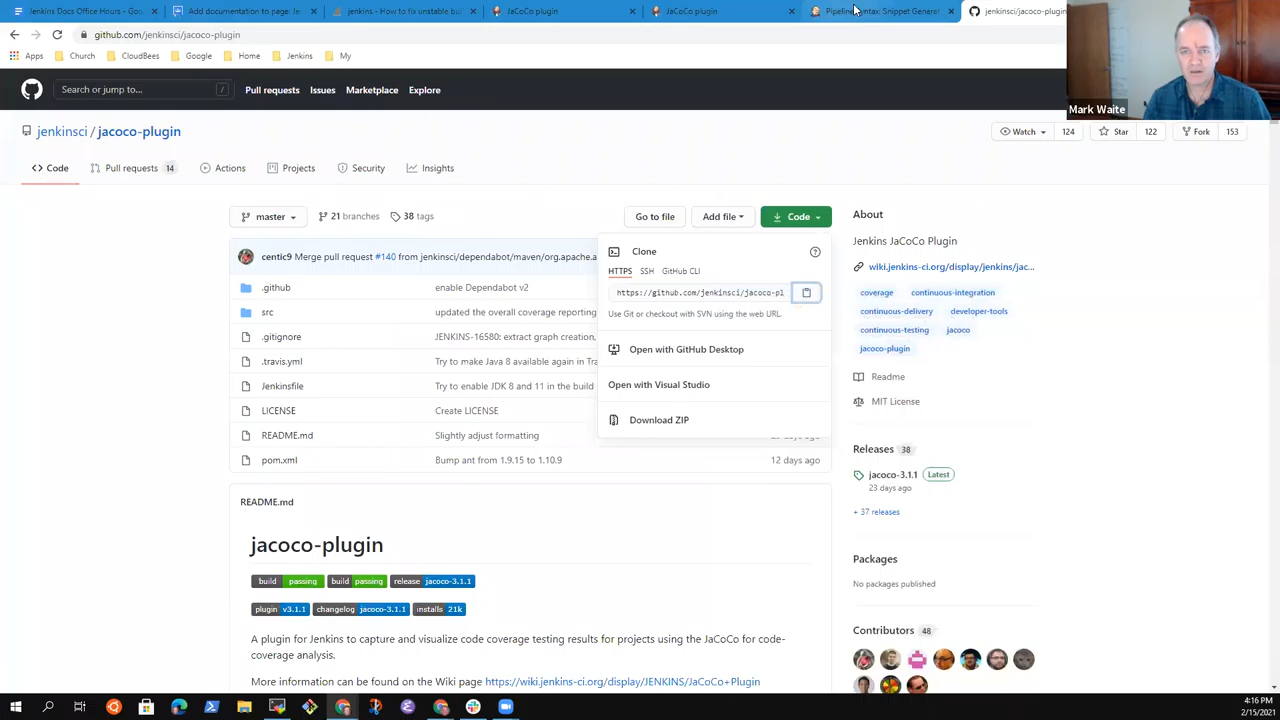 Jenkins Docs Office Hours - Goo
Add documentation to page: Jen
jenkins - How to fix unstable bu
JaCoCo plugin
JaCoCo plugin
Pipeline Syntax: Snippet Generat
jenkinsci/jacoco-plugin
github.com/jenkinsci/jacoco-plugin
Apps
Church
CloudBees
Google
Home
Jenkins
My
Mark Waite
Search or jump to...
/
Pull requests
Issues
Marketplace
Explore
jenkinsci / jacoco-plugin
Watch
124
Star
122
Fork
153
Code
Pull requests 14
Actions
Projects
Security
Insights
master
21 branches
38 tags
Go to file
Add file
Code
centic9 Merge pull request #140 from jenkinsci/dependabot/maven/org.apache.a
.github
enable Dependabot v2
src
updated the overall coverage reporting
.gitignore
JENKINS-16580: extract graph creation,
.travis.yml
Try to make Java 8 available again in Tra
Jenkinsfile
Try to enable JDK 8 and 11 in the build
LICENSE
Create LICENSE
README.md
Slightly adjust formatting
pom.xml
Bump ant from 1.9.15 to 1.10.9
12 days ago
Clone
HTTPS
SSH
GitHub CLI
https://github.com/jenkinsci/jacoco-pl
Use Git or checkout with SVN using the web URL.
Open with GitHub Desktop
Open with Visual Studio
Download ZIP
README.md
jacoco-plugin
build passing
build passing
release jacoco-3.1.1
plugin v3.1.1
changelog jacoco-3.1.1
installs 21k
A plugin for Jenkins to capture and visualize code coverage testing results for projects using the JaCoCo for code-
coverage analysis.
More information can be found on the Wiki page https://wiki.jenkins-ci.org/display/JENKINS/JaCoCo+Plugin
About
Jenkins JaCoCo Plugin
wiki.jenkins-ci.org/display/jenkins/jac...
coverage
continuous-integration
continuous-delivery
developer-tools
continuous-testing
jacoco
jacoco-plugin
Readme
MIT License
Releases 38
jacoco-3.1.1 Latest
23 days ago
+ 37 releases
Packages
No packages published
Contributors 48
4:16 PM
2/15/2021